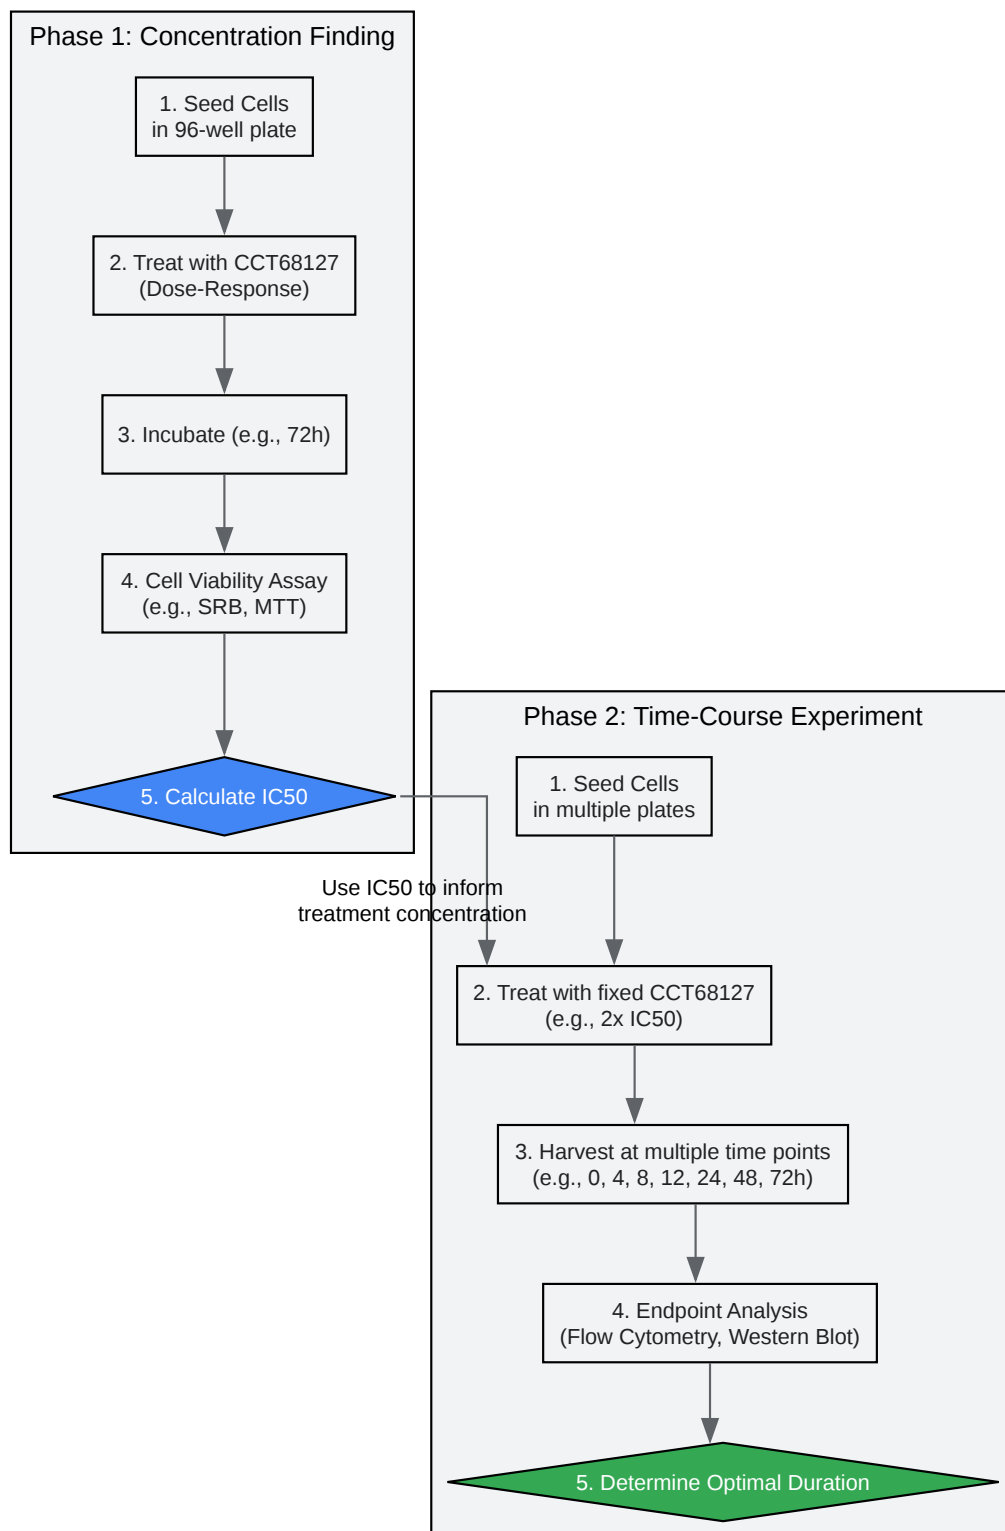 Phase 1: Concentration Finding
1. Seed Cells
in 96-well plate
2. Treat with CCT68127
(Dose-Response)
3. Incubate (e.g., 72h)
4. Cell Viability Assay
(e.g., SRB, MTT)
5. Calculate IC50
Use IC50 to inform
treatment concentration
Phase 2: Time-Course Experiment
1. Seed Cells
in multiple plates
2. Treat with fixed CCT68127
(e.g., 2x IC50)
3. Harvest at multiple time points
(e.g., 0, 4, 8, 12, 24, 48, 72h)
4. Endpoint Analysis
(Flow Cytometry, Western Blot)
5. Determine Optimal Duration